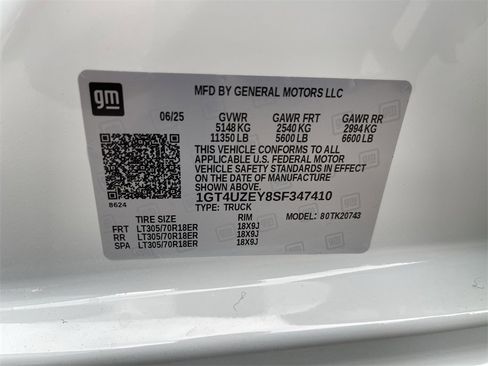 gm
MFD BY GENERAL MOTORS LLC
06/25 GVWR GAWR FRT GAWR RR
5148 KG 2540 KG 2994 KG
11350 LB 5600 LB 6600 LB
THIS VEHICLE CONFORMS TO ALL
APPLICABLE U.S. FEDERAL MOTOR
VEHICLE SAFETY STANDARDS IN EFFECT
ON THE DATE OF MANUFACTURE
SHOWN ABOVE.
1GT4UZEY8SF347410
8624 TYPE: TRUCK
TIRE SIZE RIM MODEL: 80TK20743
FRT LT305/70R18ER 18X9J
RR LT305/70R18ER 18X9J
SPA LT305/70R18ER 18X9J